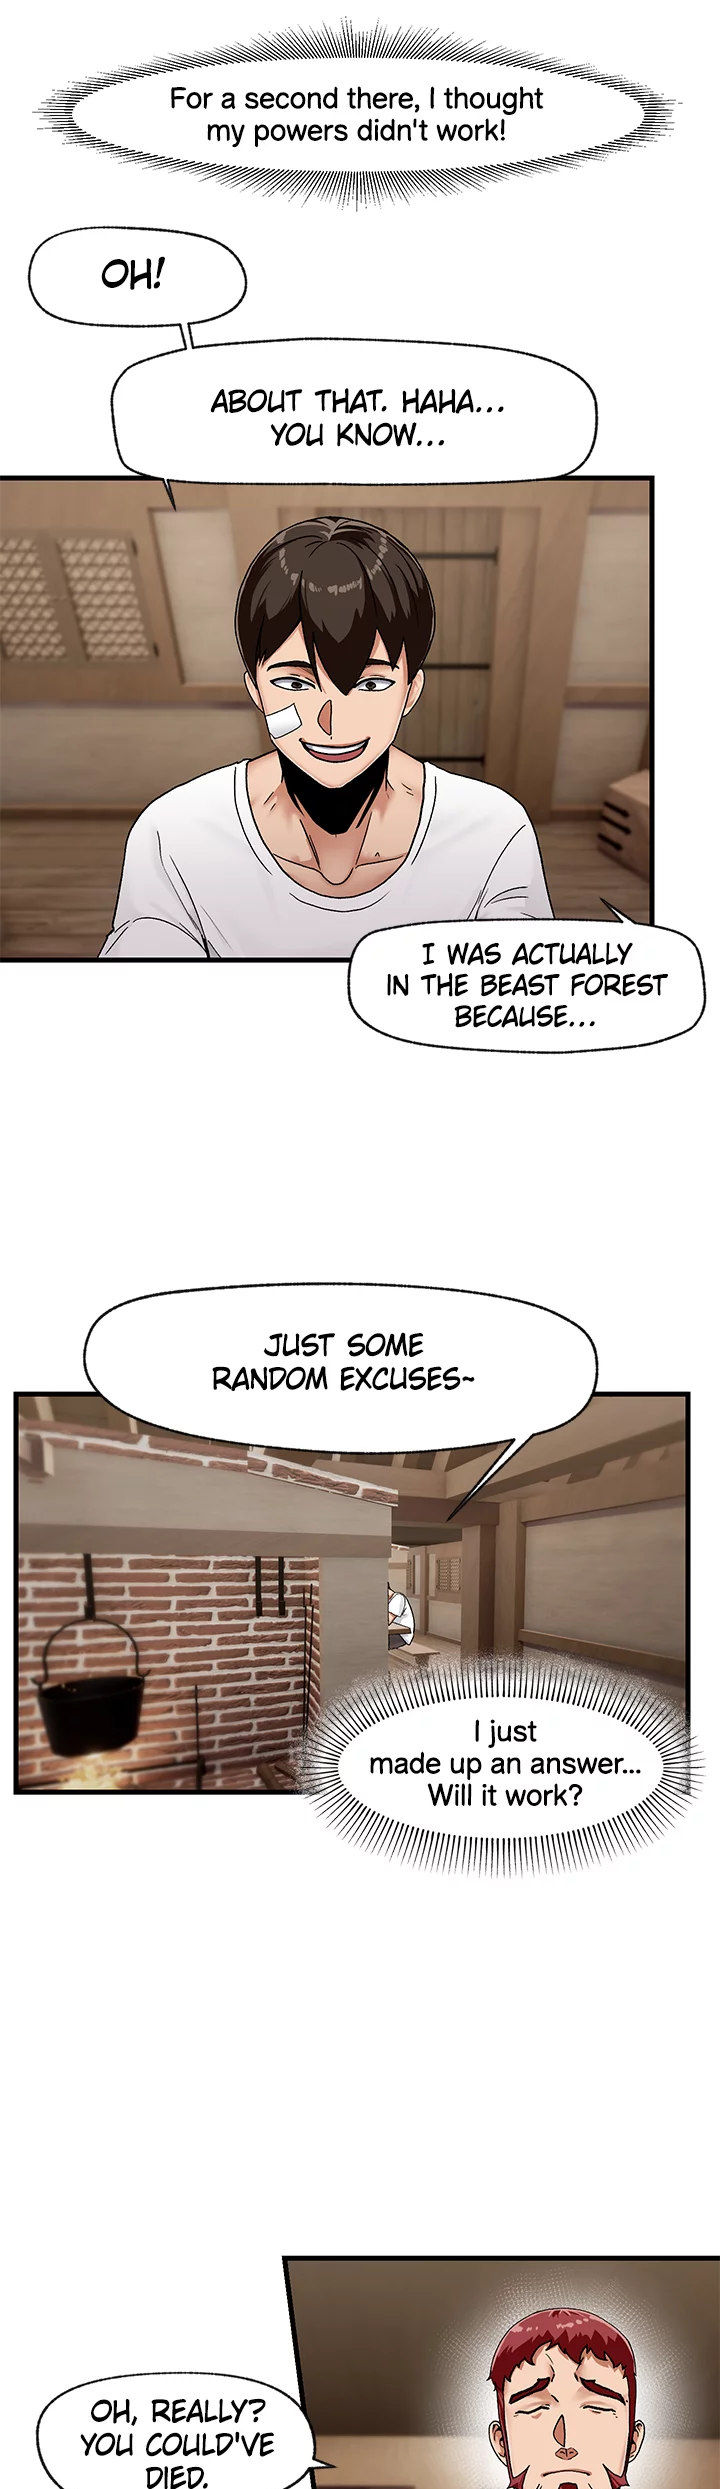 For a second there, I thought
my powers didn't work!
OH!
ABOUT THAT. HAHA...
YOU KNOW...
I WAS ACTUALLY
IN THE BEAST FOREST
BECAUSE...
JUST SOME
RANDOM EXCUSES~
I just
made up an answer...
Will it work?
OH, REALLY?
YOU COULD'VE
DIED.